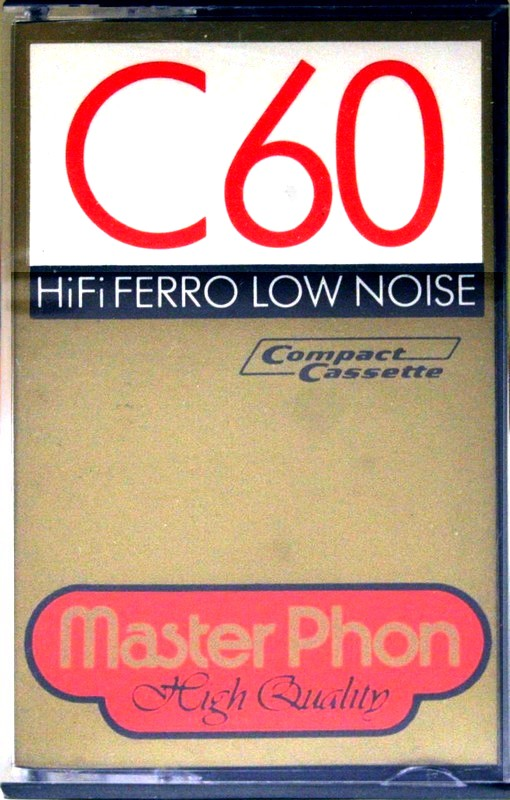 C60
HiFi FERRO LOW NOISE
Compact
Cassette
Master Phon
High Quality